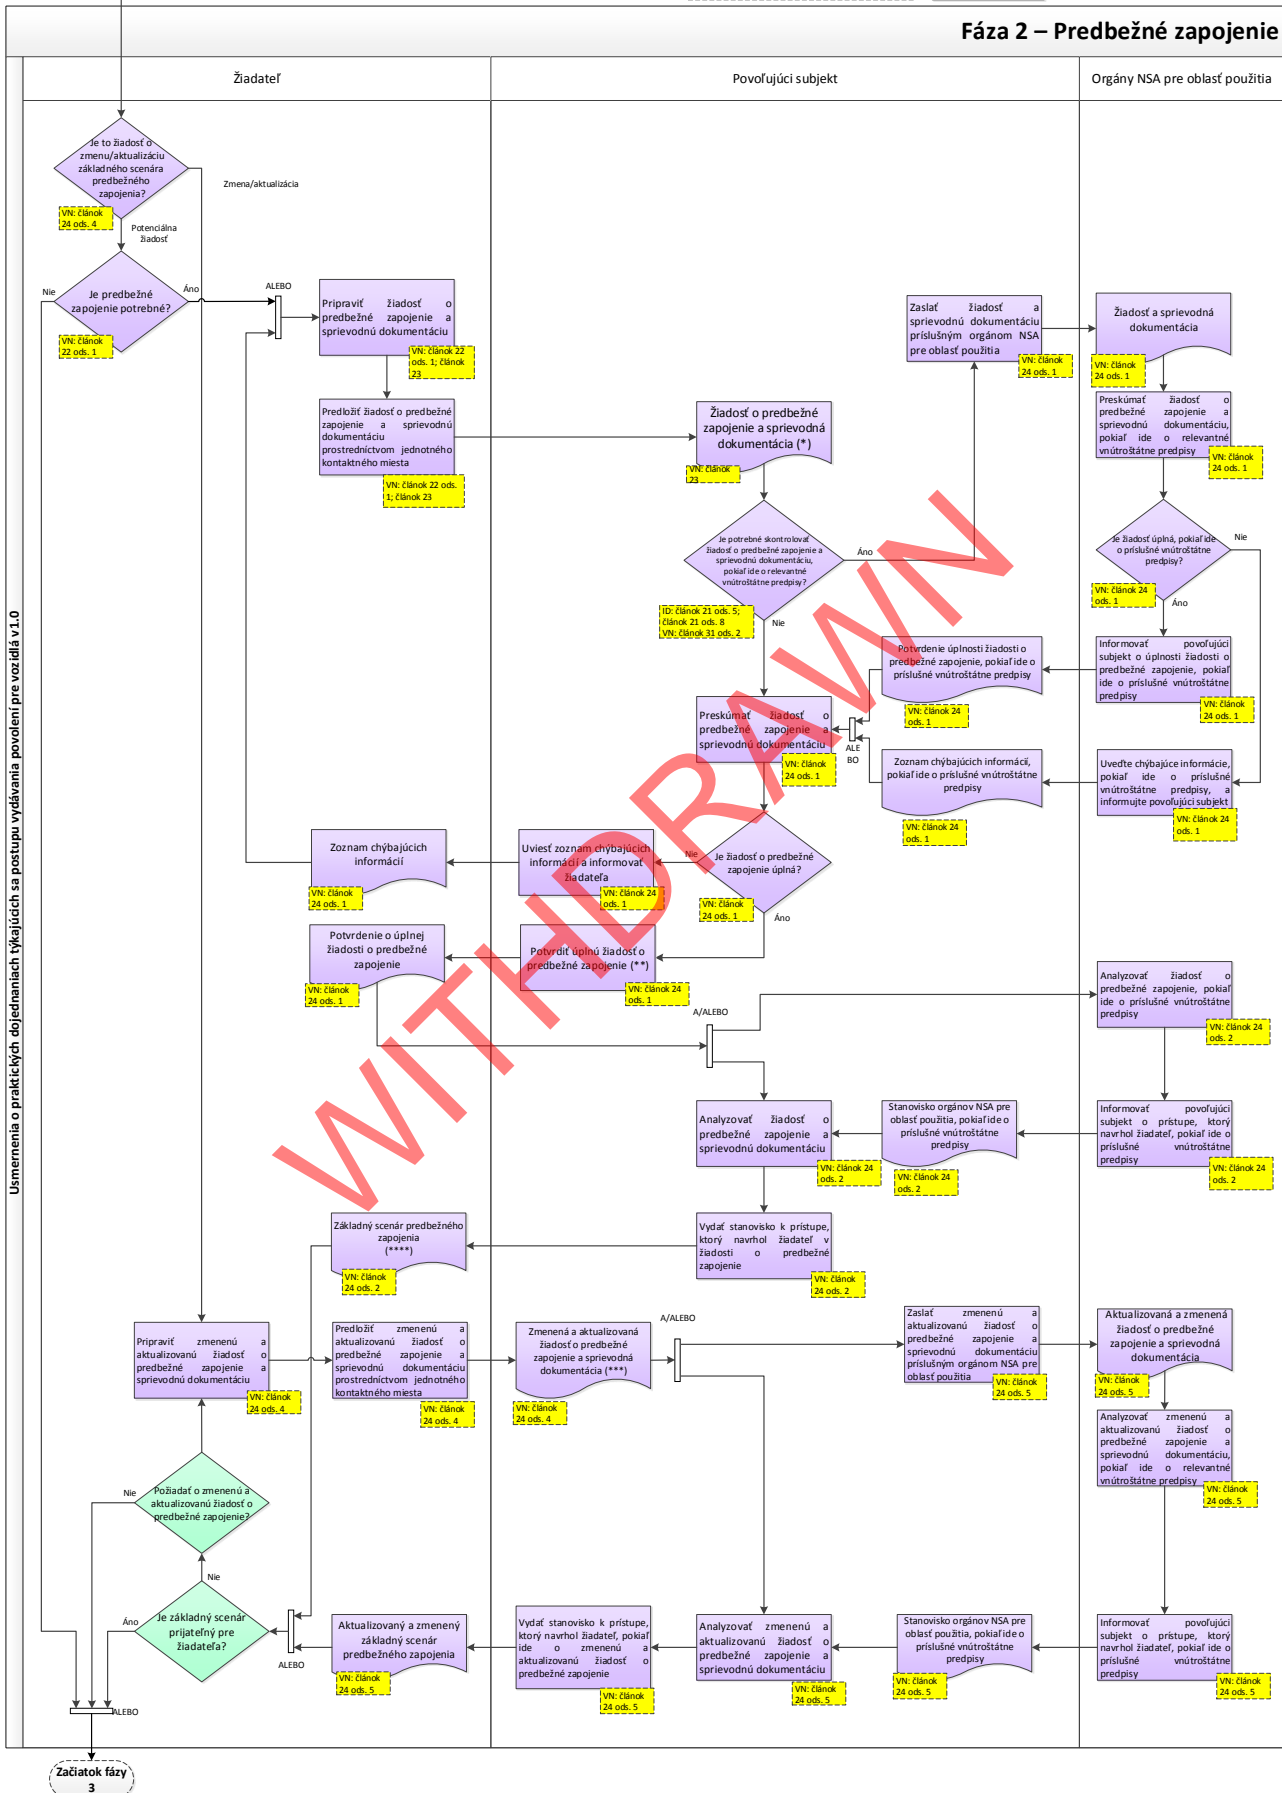 Fáza 2 – Predbežné zapojenie
Žiadateľ
Povoľujúci subjekt
Orgány NSA pre oblasť použitia
Usmernenia o praktických dojednaniach týkajúcich sa postupu vydávania povolení pre vozidlá v1.0
Je to žiadosť o
zmenu/aktualizáciu
základného scenára
predbežného
zapojenia?
VN: článok
24 ods. 4
Zmena/aktualizácia
Potenciálna
žiadosť
Je predbežné
zapojenie potrebné?
Nie
Áno
VN: článok
22 ods. 1
ALEBO
Pripraviť žiadosť o
predbežné zapojenie a
sprievodnú dokumentáciu
VN: článok 22
ods. 1; článok
23
Predložiť žiadosť o predbežné
zapojenie a sprievodnú
dokumentáciu
prostredníctvom jednotného
kontaktného miesta
VN: článok 22 ods.
1; článok 23
Žiadosť o predbežné
zapojenie a sprievodná
dokumentácia (*)
VN: článok
23
Zaslať žiadosť a
sprievodnú dokumentáciu
príslušným orgánom NSA
pre oblasť použitia
VN: článok
24 ods. 1
Žiadosť a sprievodná
dokumentácia
VN: článok
24 ods. 1
Preskúmať žiadosť o
predbežné zapojenie a
sprievodnú dokumentáciu,
pokiaľ ide o relevantné
vnútroštátne predpisy
VN: článok
24 ods. 1
Je potrebné skontrolovať
žiadosť o predbežné zapojenie a
sprievodnú dokumentáciu,
pokiaľ ide o relevantné
vnútroštátne predpisy?
Áno
Nie
ID: článok 21 ods. 5;
článok 21 ods. 8
VN: článok 31 ods. 2
Je žiadosť úplná, pokiaľ ide
o príslušné vnútroštátne
predpisy?
Nie
Áno
VN: článok 24
ods. 1
Informovať povoľujúci
subjekt o úplnosti žiadosti o
predbežné zapojenie, pokiaľ
ide o príslušné vnútroštátne
predpisy
VN: článok 24
ods. 1
Potvrdenie úplnosti žiadosti o
predbežné zapojenie, pokiaľ ide o
príslušné vnútroštátne predpisy
VN: článok 24
ods. 1
Preskúmať žiadosť o
predbežné zapojenie a
sprievodnú dokumentáciu
VN: článok
24 ods. 1
ALE
BO
Zoznam chýbajúcich informácií,
pokiaľ ide o príslušné vnútroštátne
predpisy
VN: článok 24
ods. 1
Uveďte chýbajúce informácie,
pokiaľ ide o príslušné
vnútroštátne predpisy, a
informujte povoľujúci subjekt
VN: článok 24
ods. 1
Zoznam chýbajúcich
informácií
VN: článok
24 ods. 1
Uviesť zoznam chýbajúcich
informácií a informovať
žiadateľa
VN: článok 24
ods. 1
Nie
Je žiadosť o predbežné
zapojenie úplná?
VN: článok
24 ods. 1
Áno
Potvrdenie o úplnej
žiadosti o predbežné
zapojenie
VN: článok
24 ods. 1
Potvrdiť úplnú žiadosť o
predbežné zapojenie (**)
VN: článok 24
ods. 1
A/ALEBO
Analyzovať žiadosť o
predbežné zapojenie, pokiaľ
ide o príslušné vnútroštátne
predpisy
VN: článok 24
ods. 2
Analyzovať žiadosť o
predbežné zapojenie a
sprievodnú dokumentáciu
VN: článok 24
ods. 2
Stanovisko orgánov NSA pre
oblasť použitia, pokiaľ ide o
príslušné vnútroštátne
predpisy
VN: článok 24
ods. 2
Informovať povoľujúci
subjekt o prístupe, ktorý
navrhol žiadateľ, pokiaľ ide o
príslušné vnútroštátne
predpisy
VN: článok 24
ods. 2
Základný scenár predbežného
zapojenia
(****)
VN: článok
24 ods. 2
Vydať stanovisko k prístupe,
ktorý navrhol žiadateľ v
žiadosti o predbežné
zapojenie
VN: článok
24 ods. 2
Pripraviť zmenenú a
aktualizovanú žiadosť o
predbežné zapojenie a
sprievodnú dokumentáciu
VN: článok
24 ods. 4
Predložiť zmenenú a
aktualizovanú žiadosť o
predbežné zapojenie a
sprievodnú dokumentáciu
prostredníctvom jednotného
kontaktného miesta
VN: článok
24 ods. 4
Zmenená a aktualizovaná
žiadosť o predbežné
zapojenie a sprievodná
dokumentácia (***)
VN: článok
24 ods. 4
A/ALEBO
Zaslať zmenenú a
aktualizovanú žiadosť o
predbežné zapojenie a
sprievodnú dokumentáciu
príslušným orgánom NSA pre
oblasť použitia
VN: článok
24 ods. 5
Aktualizovaná a zmenená
žiadosť o predbežné
zapojenie a sprievodná
dokumentácia
VN: článok
24 ods. 5
Analyzovať zmenenú a
aktualizovanú žiadosť o
predbežné zapojenie a
sprievodnú dokumentáciu,
pokiaľ ide o relevantné
vnútroštátne predpisy
VN: článok
24 ods. 5
Požiadať o zmenenú a
aktualizovanú žiadosť o
predbežné zapojenie?
Nie
Nie
Je základný scenár
prijateľný pre
žiadateľa?
Áno
ALEBO
Aktualizovaný a zmenený
základný scenár
predbežného zapojenia
VN: článok
24 ods. 5
Vydať stanovisko k prístupe,
ktorý navrhol žiadateľ, pokiaľ
ide o zmenenú a
aktualizovanú žiadosť o
predbežné zapojenie
VN: článok
24 ods. 5
Analyzovať zmenenú a
aktualizovanú žiadosť o
predbežné zapojenie a
sprievodnú dokumentáciu
VN: článok
24 ods. 5
Stanovisko orgánov NSA pre
oblasť použitia, pokiaľ ide o
príslušné vnútroštátne
predpisy
VN: článok
24 ods. 5
Informovať povoľujúci
subjekt o prístupe, ktorý
navrhol žiadateľ, pokiaľ ide o
príslušné vnútroštátne
predpisy
VN: článok
24 ods. 5
ALEBO
Začiatok fázy
3
WITHDRAWN